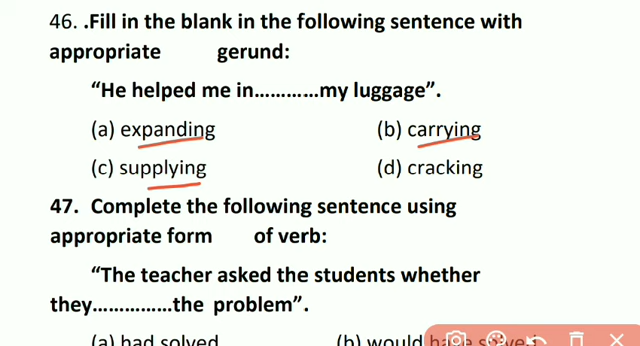 46. .Fill in the blank in the following sentence with
appropriate gerund:
“He helped me in............my luggage”.
(a) expanding (b) carrying
(c) supplying (d) cracking
47. Complete the following sentence using
appropriate form of verb:
“The teacher asked the students whether
they...............the problem”.
(a) had solved (b) would have solved